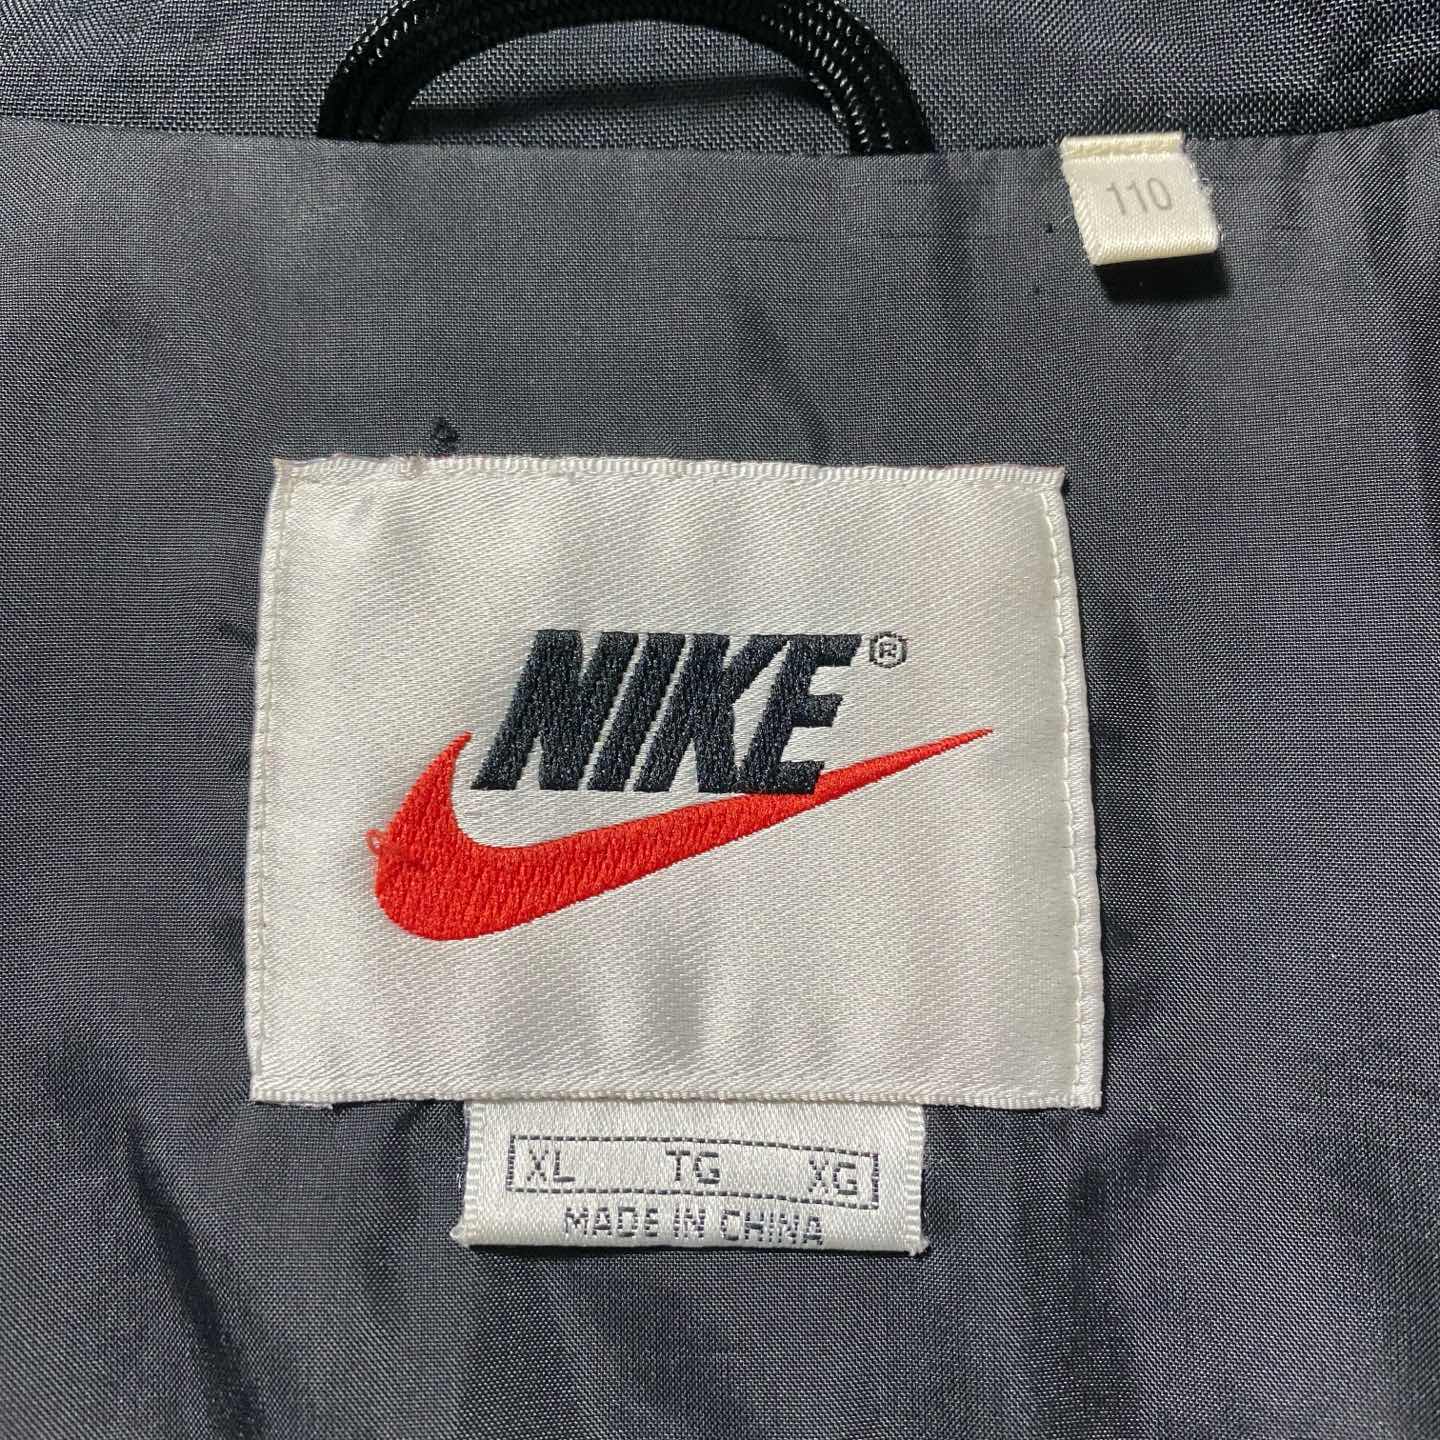 110
NIKE®
XL TG XG
MADE IN CHINA